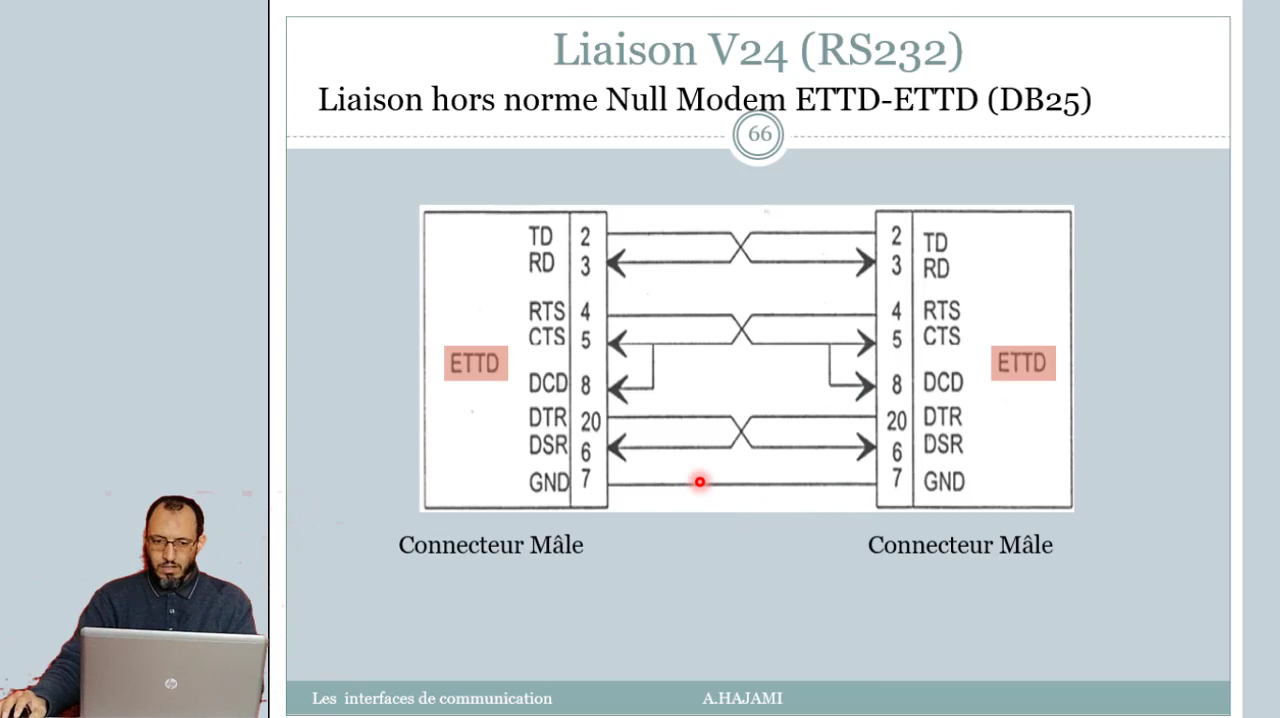 Liaison V24 (RS232)
Liaison hors norme Null Modem ETTD-ETTD (DB25)
66
TD 2 2 TD
RD 3 3 RD
RTS 4 4 RTS
CTS 5 5 CTS
ETTD ETTD
DCD 8 8 DCD
DTR 20 20 DTR
DSR 6 6 DSR
GND 7 7 GND
Connecteur Mâle Connecteur Mâle
hp
Les interfaces de communication A.HAJAMI